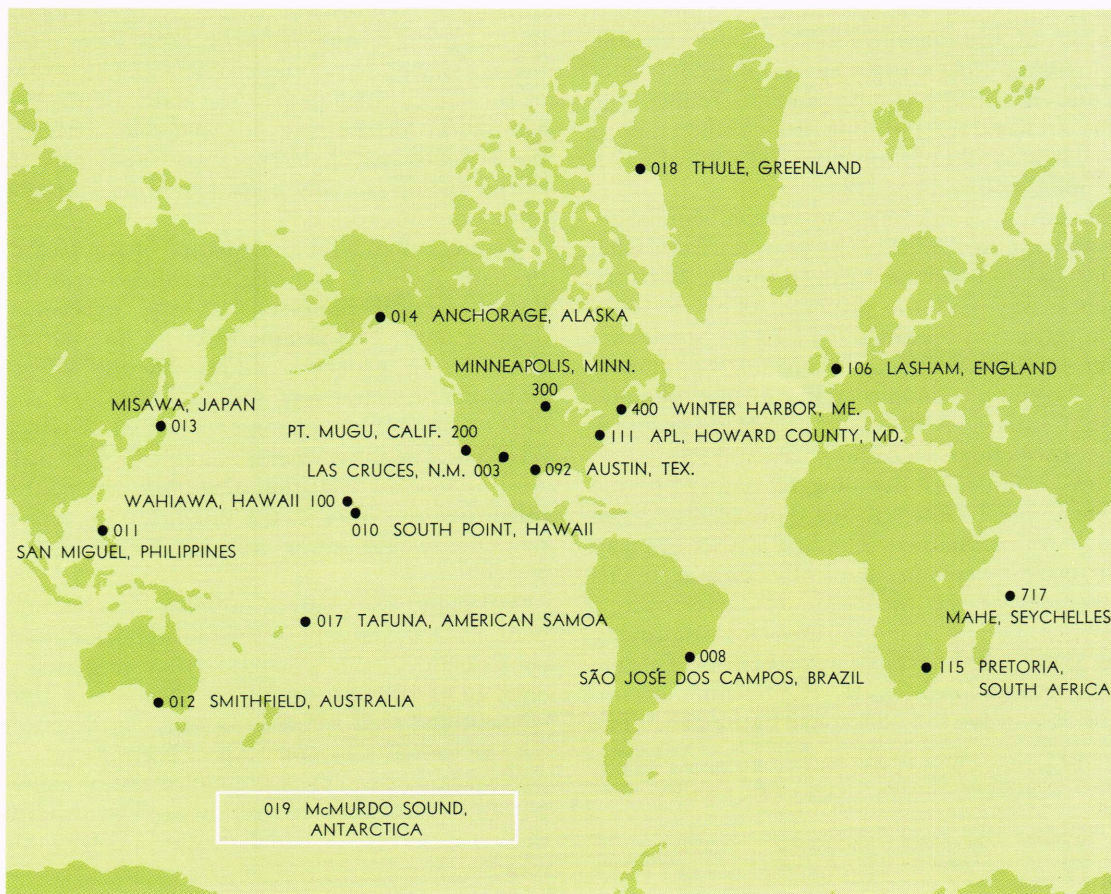 018 THULE, GREENLAND
014 ANCHORAGE, ALASKA
MINNEAPOLIS, MINN.
300
106 LASHAM, ENGLAND
MISAWA, JAPAN
013
400 WINTER HARBOR, ME.
PT. MUGU, CALIF. 200
111 APL, HOWARD COUNTY, MD.
LAS CRUCES, N.M. 003
092 AUSTIN, TEX.
WAHIAWA, HAWAII 100
010 SOUTH POINT, HAWAII
011
SAN MIGUEL, PHILIPPINES
717
MAHE, SEYCHELLES
017 TAFUNA, AMERICAN SAMOA
008
SÃO JOSÉ DOS CAMPOS, BRAZIL
115 PRETORIA,
SOUTH AFRICA
012 SMITHFIELD, AUSTRALIA
019 McMURDO SOUND,
ANTARCTICA